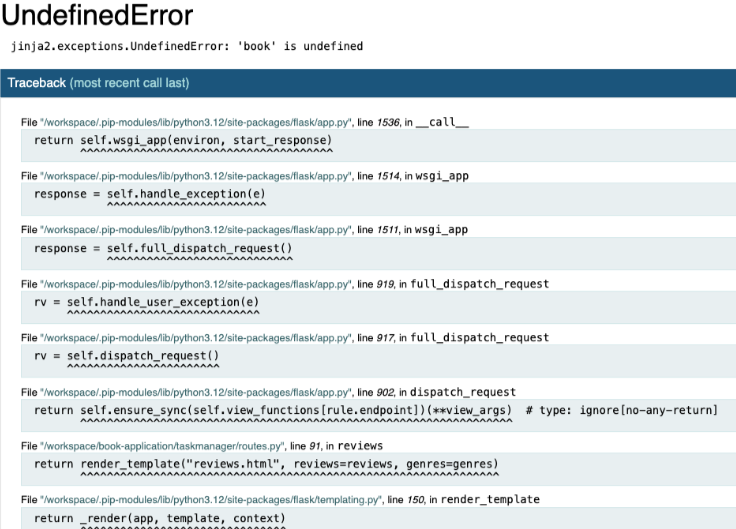 UndefinedError
jinja2.exceptions.UndefinedError: 'book' is undefined
Traceback (most recent call last)
File "/workspace/.pip-modules/lib/python3.12/site-packages/flask/app.py", line 1536, in __call__
return self.wsgi_app(environ, start_response)
^^^^^^^^^^^^^^^^^^^^^^^^^^^^^^^^^^^^^^
File "/workspace/.pip-modules/lib/python3.12/site-packages/flask/app.py", line 1514, in wsgi_app
response = self.handle_exception(e)
^^^^^^^^^^^^^^^^^^^^^^^^
File "/workspace/.pip-modules/lib/python3.12/site-packages/flask/app.py", line 1511, in wsgi_app
response = self.full_dispatch_request()
^^^^^^^^^^^^^^^^^^^^^^^^^^^^
File "/workspace/.pip-modules/lib/python3.12/site-packages/flask/app.py", line 919, in full_dispatch_request
rv = self.handle_user_exception(e)
^^^^^^^^^^^^^^^^^^^^^^^^^^^^^
File "/workspace/.pip-modules/lib/python3.12/site-packages/flask/app.py", line 917, in full_dispatch_request
rv = self.dispatch_request()
^^^^^^^^^^^^^^^^^^^^^^^
File "/workspace/.pip-modules/lib/python3.12/site-packages/flask/app.py", line 902, in dispatch_request
return self.ensure_sync(self.view_functions[rule.endpoint])(**view_args)  # type: ignore[no-any-return]
^^^^^^^^^^^^^^^^^^^^^^^^^^^^^^^^^^^^^^^^^^^^^^^^^^^^^^^^^^^^^^^^^
File "/workspace/book-application/taskmanager/routes.py", line 91, in reviews
return render_template("reviews.html", reviews=reviews, genres=genres)
^^^^^^^^^^^^^^^^^^^^^^^^^^^^^^^^^^^^^^^^^^^^^^^^^^^^^^^^^^^^^^^
File "/workspace/.pip-modules/lib/python3.12/site-packages/flask/templating.py", line 150, in render_template
return _render(app, template, context)
^^^^^^^^^^^^^^^^^^^^^^^^^^^^^^^